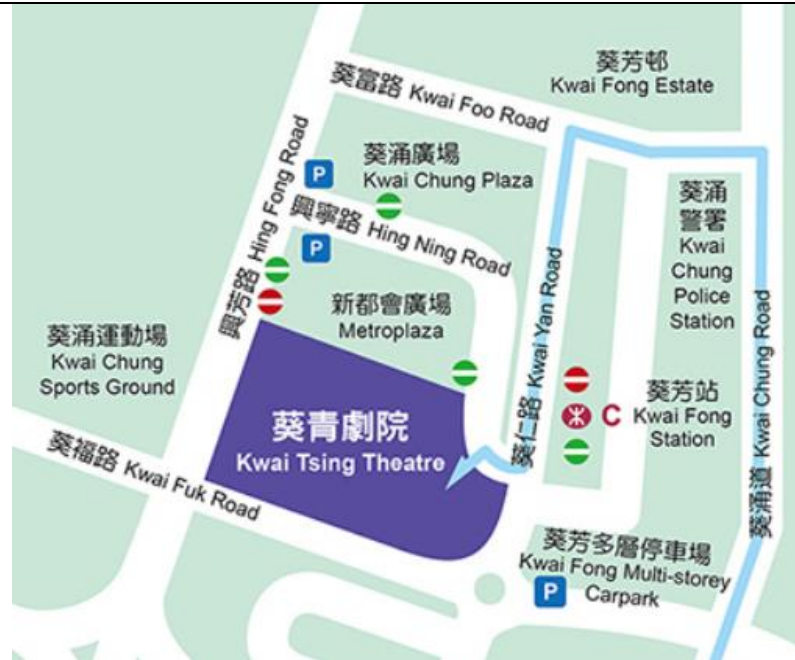 葵芳邨
Kwai Fong Estate
葵富路 Kwai Foo Road
葵涌廣場
Kwai Chung Plaza
P
興芳路 Hing Fong Road
興寧路 Hing Ning Road
P
葵涌
警署
Kwai
Chung
Police
Station
新都會廣場
Metroplaza
葵涌運動場
Kwai Chung
Sports Ground
葵仁路 Kwai Yan Road
C
葵芳站
Kwai Fong
Station
葵涌道 Kwai Chung Road
葵青劇院
Kwai Tsing Theatre
葵福路 Kwai Fuk Road
葵芳多層停車場
Kwai Fong Multi-storey
Carpark
P